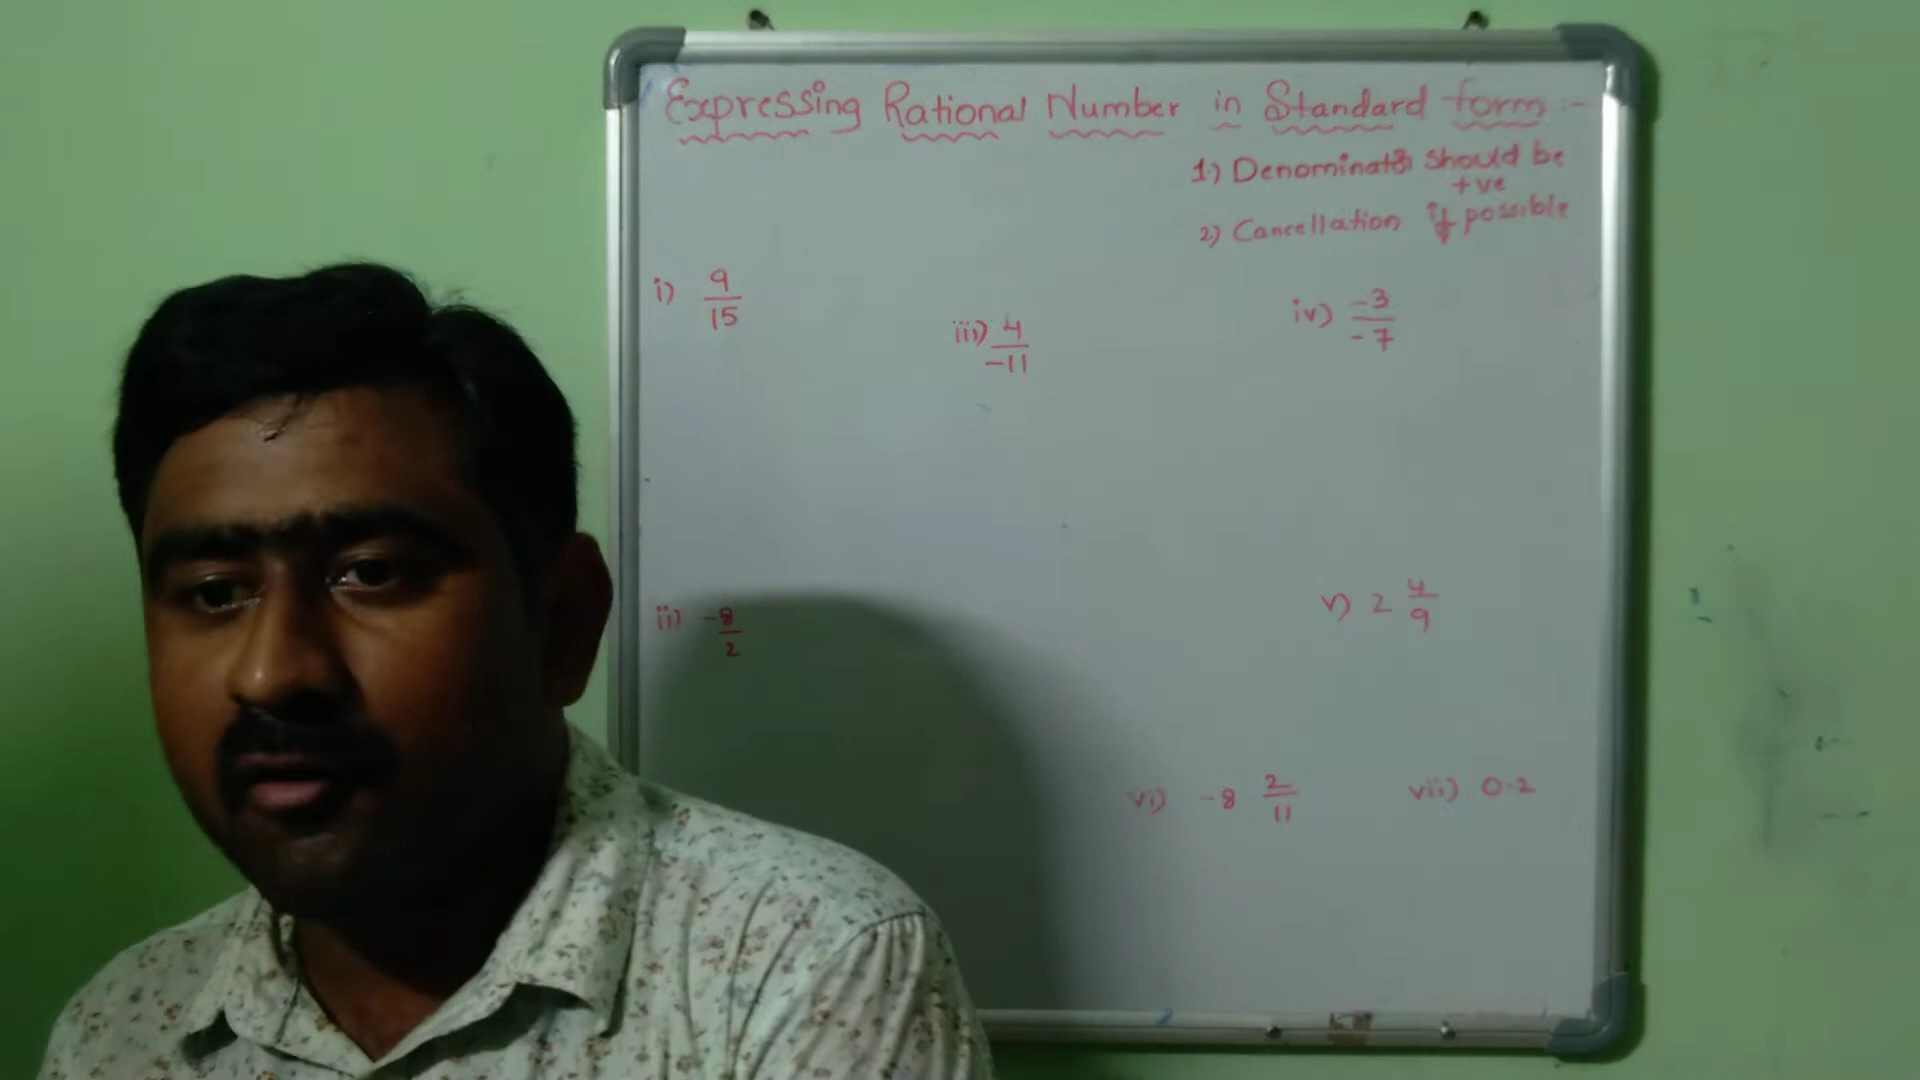 Expressing Rational Number in Standard form :-
1.) Denominator should be
+ve
2.) Cancellation if possible
i) 9/15
iii) 4/-11
iv) -3/-7
ii) -8/2
v) 2 4/9
vi) -8 2/11
vii) 0.2